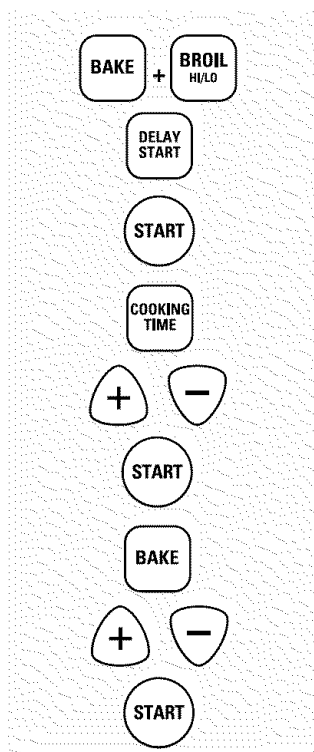 BAKE + BROIL
HI/LO
DELAY
START
START
COOKING
TIME
+ −
START
BAKE
+ −
START